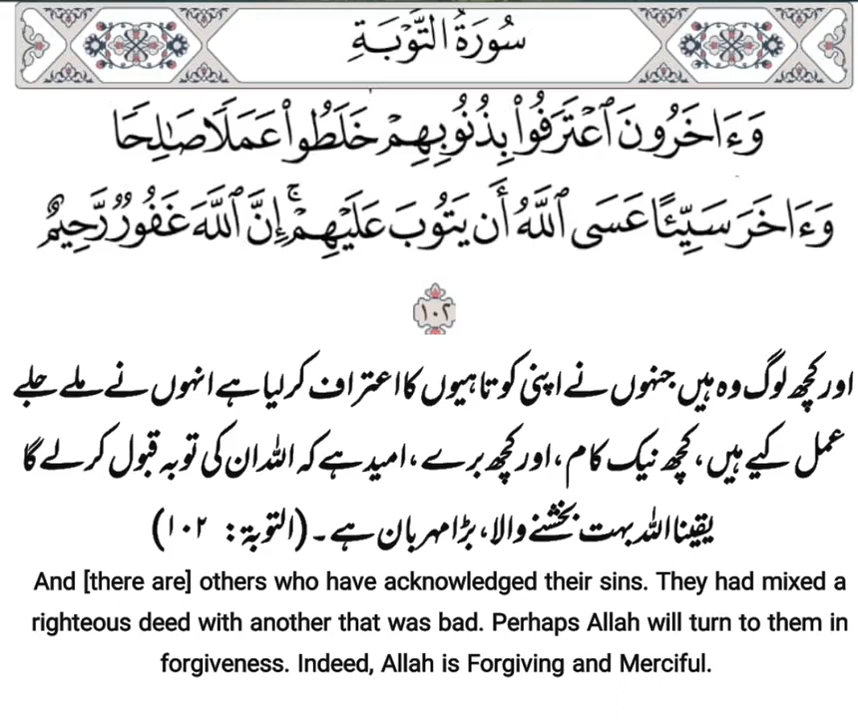 سُورَةُ التَّوۡبَةِ
وَءَاخَرُونَ ٱعۡتَرَفُواْ بِذُنُوبِهِمۡ خَلَطُواْ عَمَلٗا صَٰلِحٗا
وَءَاخَرَ سَيِّئًا عَسَى ٱللَّهُ أَن يَتُوبَ عَلَيۡهِمۡۚ إِنَّ ٱللَّهَ غَفُورٞ رَّحِيمٌ
١٠٢
اور کچھ لوگ وہ ہیں جنہوں نے اپنی کوتاہیوں کا اعتراف کرلیا ہے انہوں نے ملے جلے
عمل کیے ہیں، کچھ نیک کام، اور کچھ برے، امید ہے کہ اللہ ان کی توبہ قبول کرلے گا
یقینا اللہ بہت بخشنے والا، بڑا مہربان ہے۔ (التوبة: ١٠٢)
And [there are] others who have acknowledged their sins. They had mixed a
righteous deed with another that was bad. Perhaps Allah will turn to them in
forgiveness. Indeed, Allah is Forgiving and Merciful.